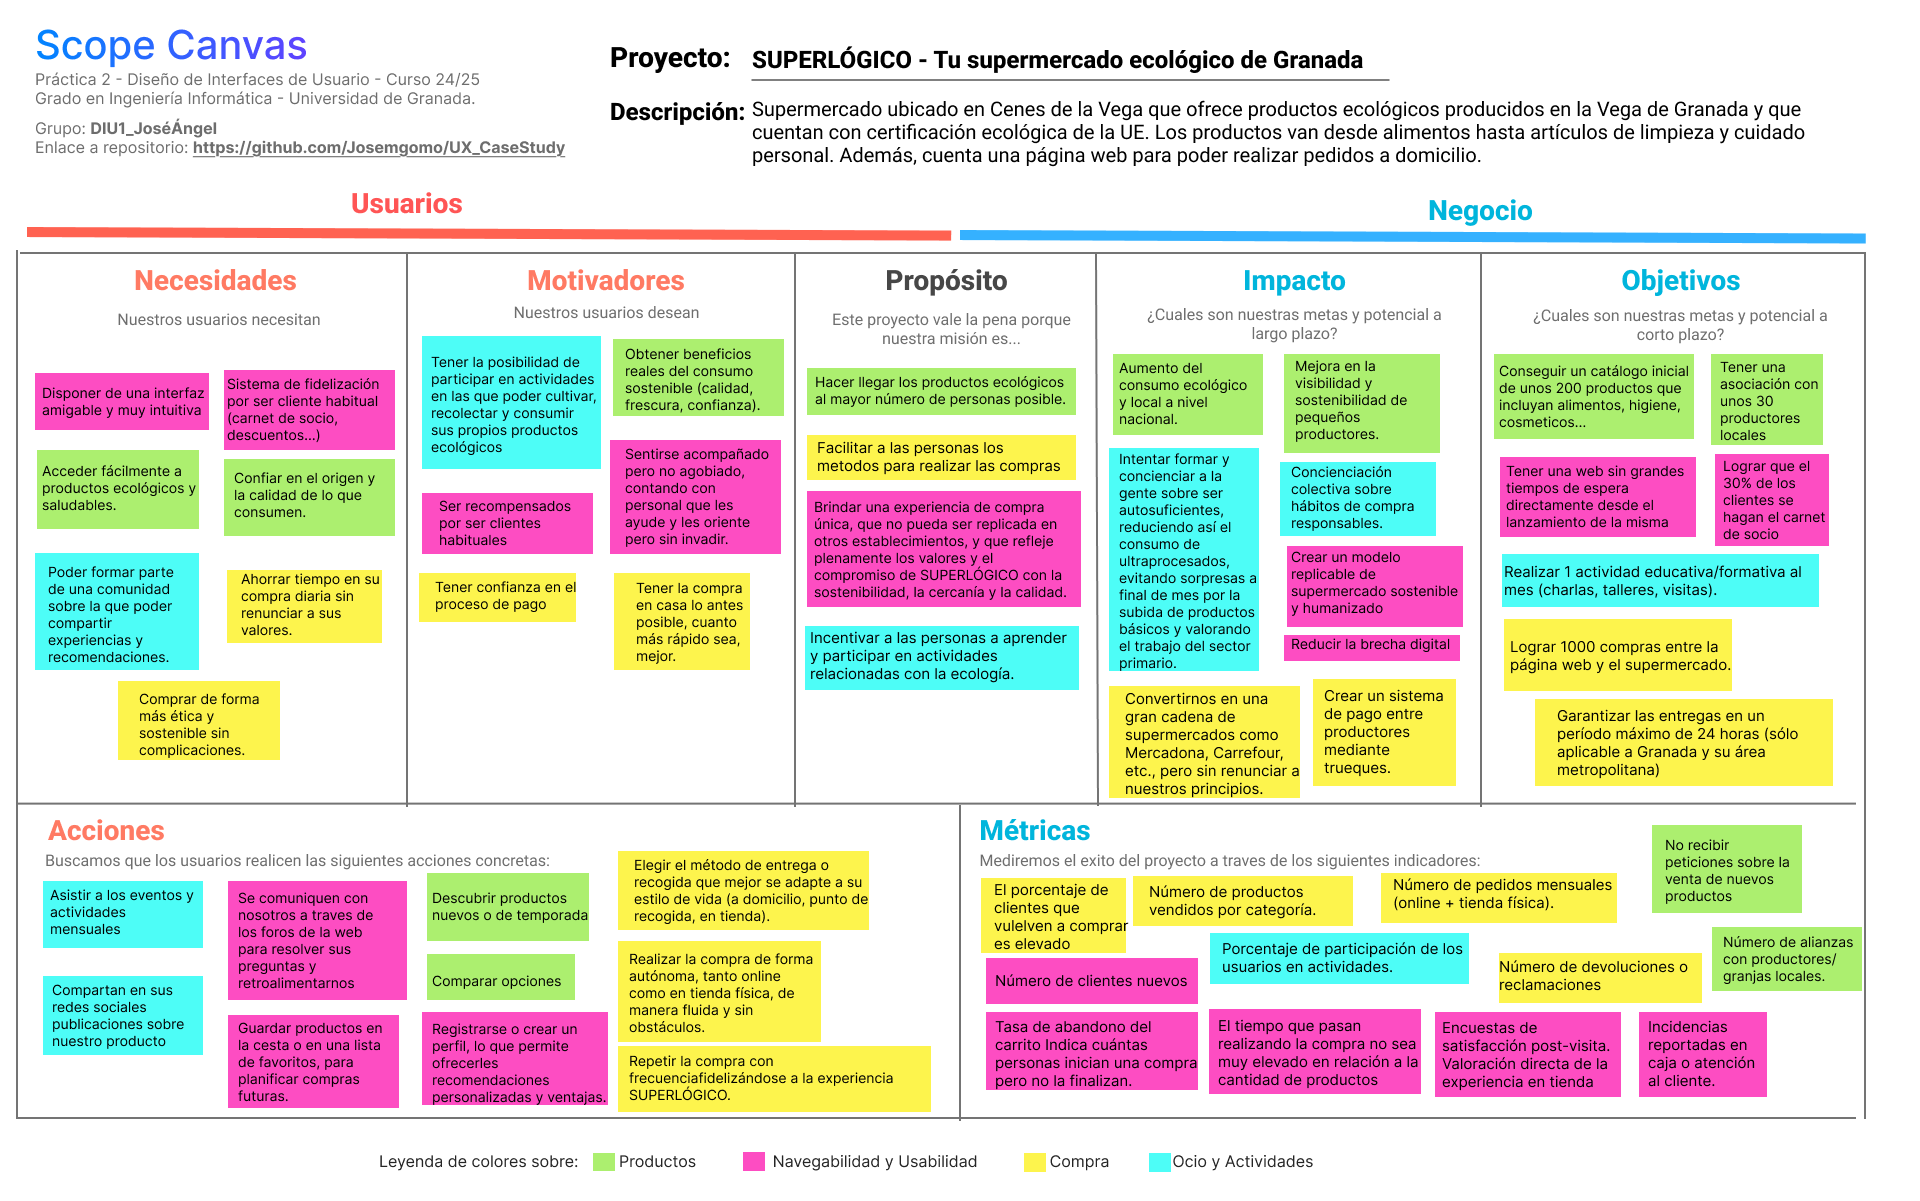 Scope Canvas
Práctica 2 - Diseño de Interfaces de Usuario - Curso 24/25
Grado en Ingeniería Informática - Universidad de Granada.
Grupo: DIU1_JoséÁngel
Enlace a repositorio: https://github.com/Josemgomo/UX_CaseStudy
Proyecto: SUPERLÓGICO - Tu supermercado ecológico de Granada
Descripción: Supermercado ubicado en Cenes de la Vega que ofrece productos ecológicos producidos en la Vega de Granada y que
cuentan con certificación ecológica de la UE. Los productos van desde alimentos hasta artículos de limpieza y cuidado
personal. Además, cuenta una página web para poder realizar pedidos a domicilio.
Usuarios
Negocio
Necesidades
Nuestros usuarios necesitan
Disponer de una interfaz
amigable y muy intuitiva
Sistema de fidelización
por ser cliente habitual
(carnet de socio,
descuentos...)
Acceder fácilmente a
productos ecológicos y
saludables.
Confiar en el origen y
la calidad de lo que
consumen.
Poder formar parte
de una comunidad
sobre la que poder
compartir
experiencias y
recomendaciones.
Ahorrar tiempo en su
compra diaria sin
renunciar a sus
valores.
Comprar de forma
más ética y
sostenible sin
complicaciones.
Motivadores
Nuestros usuarios desean
Tener la posibilidad de
participar en actividades
en las que poder cultivar,
recolectar y consumir
sus propios productos
ecológicos
Obtener beneficios
reales del consumo
sostenible (calidad,
frescura, confianza).
Ser recompensados
por ser clientes
habituales
Sentirse acompañado
pero no agobiado,
contando con
personal que les
ayude y les oriente
pero sin invadir.
Tener confianza en el
proceso de pago
Tener la compra
en casa lo antes
posible, cuanto
más rápido sea,
mejor.
Propósito
Este proyecto vale la pena porque
nuestra misión es...
Hacer llegar los productos ecológicos
al mayor número de personas posible.
Facilitar a las personas los
metodos para realizar las compras
Brindar una experiencia de compra
única, que no pueda ser replicada en
otros establecimientos, y que refleje
plenamente los valores y el
compromiso de SUPERLÓGICO con la
sostenibilidad, la cercanía y la calidad.
Incentivar a las personas a aprender
y participar en actividades
relacionadas con la ecología.
Impacto
¿Cuales son nuestras metas y potencial a
largo plazo?
Aumento del
consumo ecológico
y local a nivel
nacional.
Mejora en la
visibilidad y
sostenibilidad de
pequeños
productores.
Intentar formar y
concienciar a la
gente sobre ser
autosuficientes,
reduciendo así el
consumo de
ultraprocesados,
evitando sorpresas a
final de mes por la
subida de productos
básicos y valorando
el trabajo del sector
primario.
Concienciación
colectiva sobre
hábitos de compra
responsables.
Crear un modelo
replicable de
supermercado sostenible
y humanizado
Reducir la brecha digital
Convertirnos en una
gran cadena de
supermercados como
Mercadona, Carrefour,
etc., pero sin renunciar a
nuestros principios.
Crear un sistema
de pago entre
productores
mediante
trueques.
Objetivos
¿Cuales son nuestras metas y potencial a
corto plazo?
Conseguir un catálogo inicial
de unos 200 productos que
incluyan alimentos, higiene,
cosmeticos...
Tener una
asociación con
unos 30
productores
locales
Tener una web sin grandes
tiempos de espera
directamente desde el
lanzamiento de la misma
Lograr que el
30% de los
clientes se
hagan el carnet
de socio
Realizar 1 actividad educativa/formativa al
mes (charlas, talleres, visitas).
Lograr 1000 compras entre la
página web y el supermercado.
Garantizar las entregas en un
período máximo de 24 horas (sólo
aplicable a Granada y su área
metropolitana)
Acciones
Buscamos que los usuarios realicen las siguientes acciones concretas:
Asistir a los eventos y
actividades
mensuales
Compartan en sus
redes sociales
publicaciones sobre
nuestro producto
Se comuniquen con
nosotros a traves de
los foros de la web
para resolver sus
preguntas y
retroalimentarnos
Guardar productos en
la cesta o en una lista
de favoritos, para
planificar compras
futuras.
Descubrir productos
nuevos o de temporada
Comparar opciones
Registrarse o crear un
perfil, lo que permite
ofrecerles
recomendaciones
personalizadas y ventajas.
Elegir el método de entrega o
recogida que mejor se adapte a su
estilo de vida (a domicilio, punto de
recogida, en tienda).
Realizar la compra de forma
autónoma, tanto online
como en tienda física, de
manera fluida y sin
obstáculos.
Repetir la compra con
frecuenciafidelizándose a la experiencia
SUPERLÓGICO.
Métricas
Mediremos el exito del proyecto a traves de los siguientes indicadores:
El porcentaje de
clientes que
vulelven a comprar
es elevado
Número de productos
vendidos por categoría.
Número de pedidos mensuales
(online + tienda física).
No recibir
peticiones sobre la
venta de nuevos
productos
Número de clientes nuevos
Porcentaje de participación de los
usuarios en actividades.
Número de devoluciones o
reclamaciones
Número de alianzas
con productores/
granjas locales.
Tasa de abandono del
carrito Indica cuántas
personas inician una compra
pero no la finalizan.
El tiempo que pasan
realizando la compra no sea
muy elevado en relación a la
cantidad de productos
Encuestas de
satisfacción post-visita.
Valoración directa de la
experiencia en tienda
Incidencias
reportadas en
caja o atención
al cliente.
Leyenda de colores sobre: Productos Navegabilidad y Usabilidad Compra Ocio y Actividades